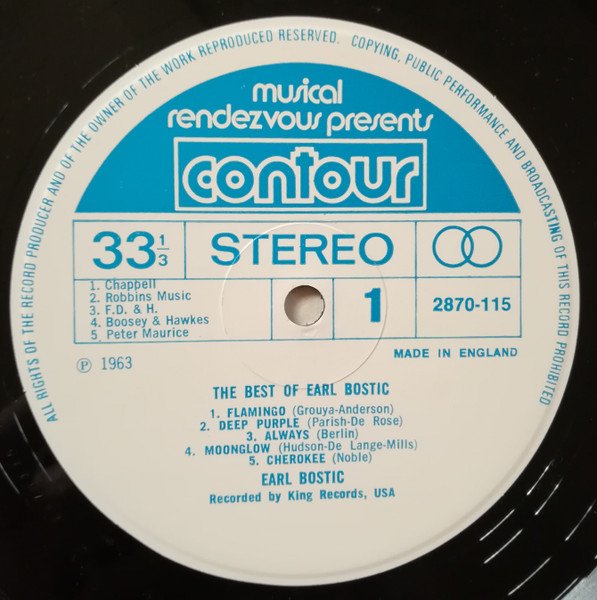 ALL RIGHTS OF THE RECORD PRODUCER AND OF THE OWNER OF THE WORK REPRODUCED RESERVED. COPYING, PUBLIC PERFORMANCE AND BROADCASTING OF THIS RECORD PROHIBITED
musical
rendezvous presents
contour
33 1/3
STEREO
1. Chappell
2. Robbins Music
3. F.D. & H.
4. Boosey & Hawkes
5. Peter Maurice
1
2870-115
℗ 1963
MADE IN ENGLAND
THE BEST OF EARL BOSTIC
1. FLAMINGO (Grouya-Anderson)
2. DEEP PURPLE (Parish-De Rose)
3. ALWAYS (Berlin)
4. MOONGLOW (Hudson-De Lange-Mills)
5. CHEROKEE (Noble)
EARL BOSTIC
Recorded by King Records, USA